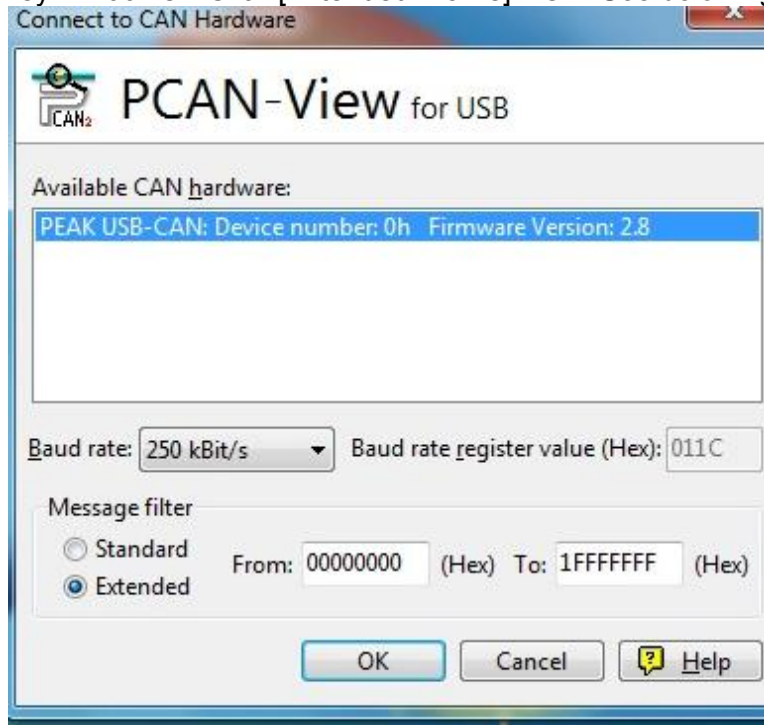 Connect to CAN Hardware
CAN₂
PCAN-View for USB
Available CAN hardware:
PEAK USB-CAN: Device number: 0h Firmware Version: 2.8
Baud rate: 250 kBit/s Baud rate register value (Hex): 011C
Message filter
Standard
From: 00000000 (Hex) To: 1FFFFFFF (Hex)
Extended
OK Cancel Help